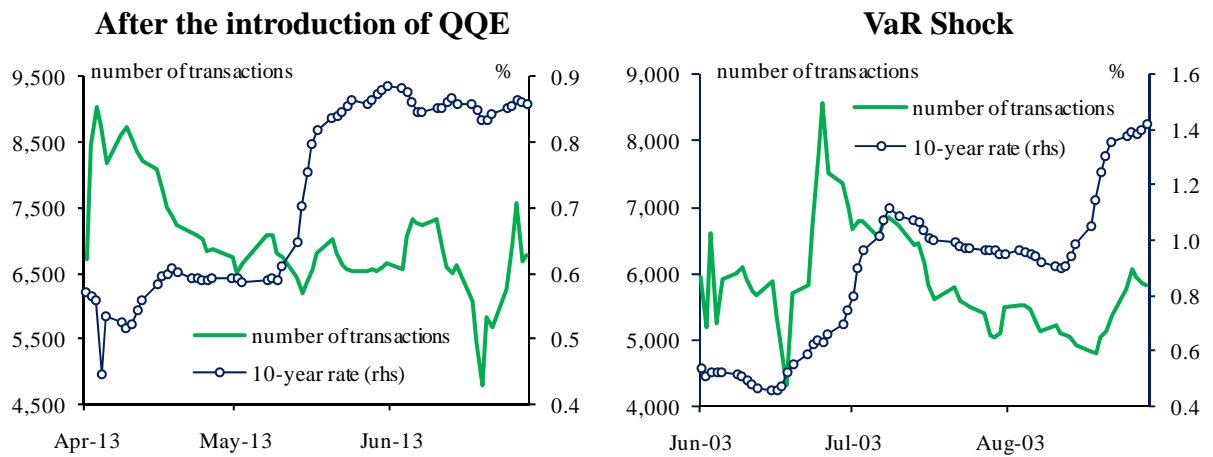 After the introduction of QQE
number of transactions %
9,500
8,500
7,500
6,500
5,500
4,500
0.9
0.8
0.7
0.6
0.5
0.4
number of transactions
10-year rate (rhs)
Apr-13 May-13 Jun-13
VaR Shock
number of transactions %
9,000
8,000
7,000
6,000
5,000
4,000
1.6
1.4
1.2
1.0
0.8
0.6
0.4
number of transactions
10-year rate (rhs)
Jun-03 Jul-03 Aug-03